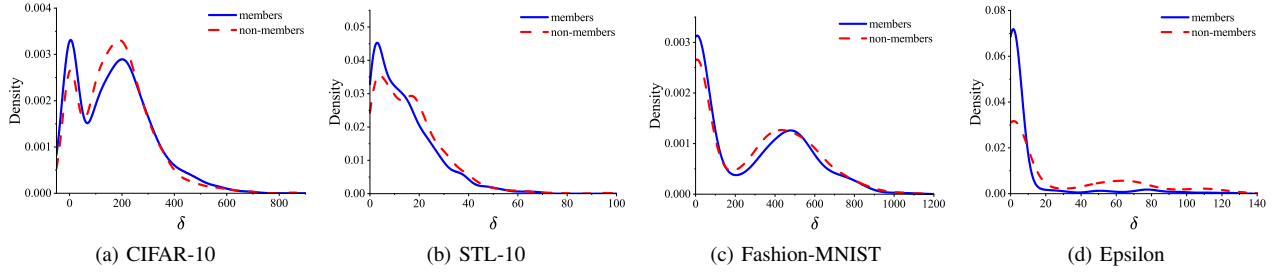 0.004
0.003
0.002
0.001
0.000
Density
members
non-members
0
200
400
600
800
δ
(a) CIFAR-10
0.05
0.04
0.03
0.02
0.01
0.00
Density
members
non-members
0
20
40
60
80
100
δ
(b) STL-10
0.003
0.002
0.001
0.000
Density
members
non-members
0
200
400
600
800
1000
1200
δ
(c) Fashion-MNIST
0.08
0.06
0.04
0.02
0.00
Density
members
non-members
0
20
40
60
80
100
120
140
δ
(d) Epsilon